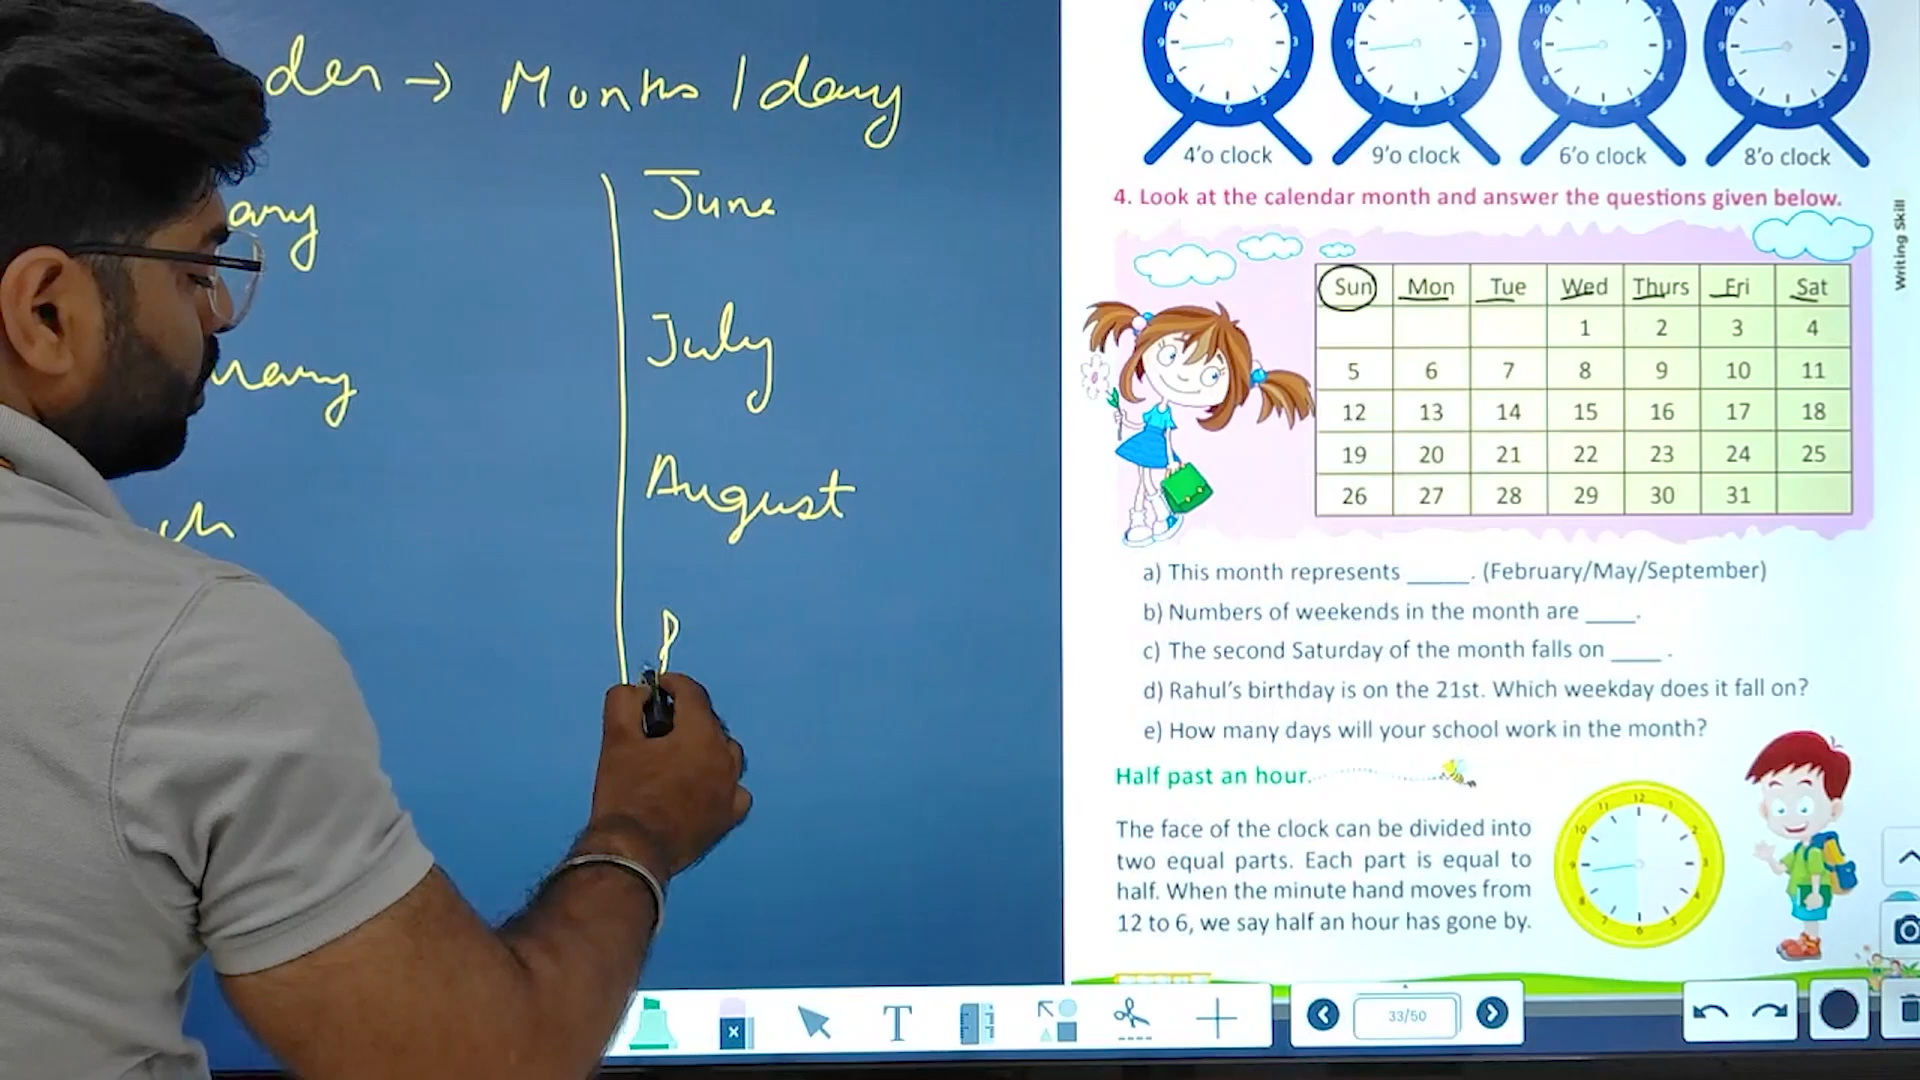 der → Months / day
ary
uary
ch
June
July
August
4'o clock 9'o clock 6'o clock 8'o clock
4. Look at the calendar month and answer the questions given below.
Writing Skill
Sun Mon Tue Wed Thurs Fri Sat
1 2 3 4
5 6 7 8 9 10 11
12 13 14 15 16 17 18
19 20 21 22 23 24 25
26 27 28 29 30 31
a) This month represents ______. (February/May/September)
b) Numbers of weekends in the month are ____.
c) The second Saturday of the month falls on ____ .
d) Rahul's birthday is on the 21st. Which weekday does it fall on?
e) How many days will your school work in the month?
Half past an hour.
The face of the clock can be divided into
two equal parts. Each part is equal to
half. When the minute hand moves from
12 to 6, we say half an hour has gone by.
T
33/50